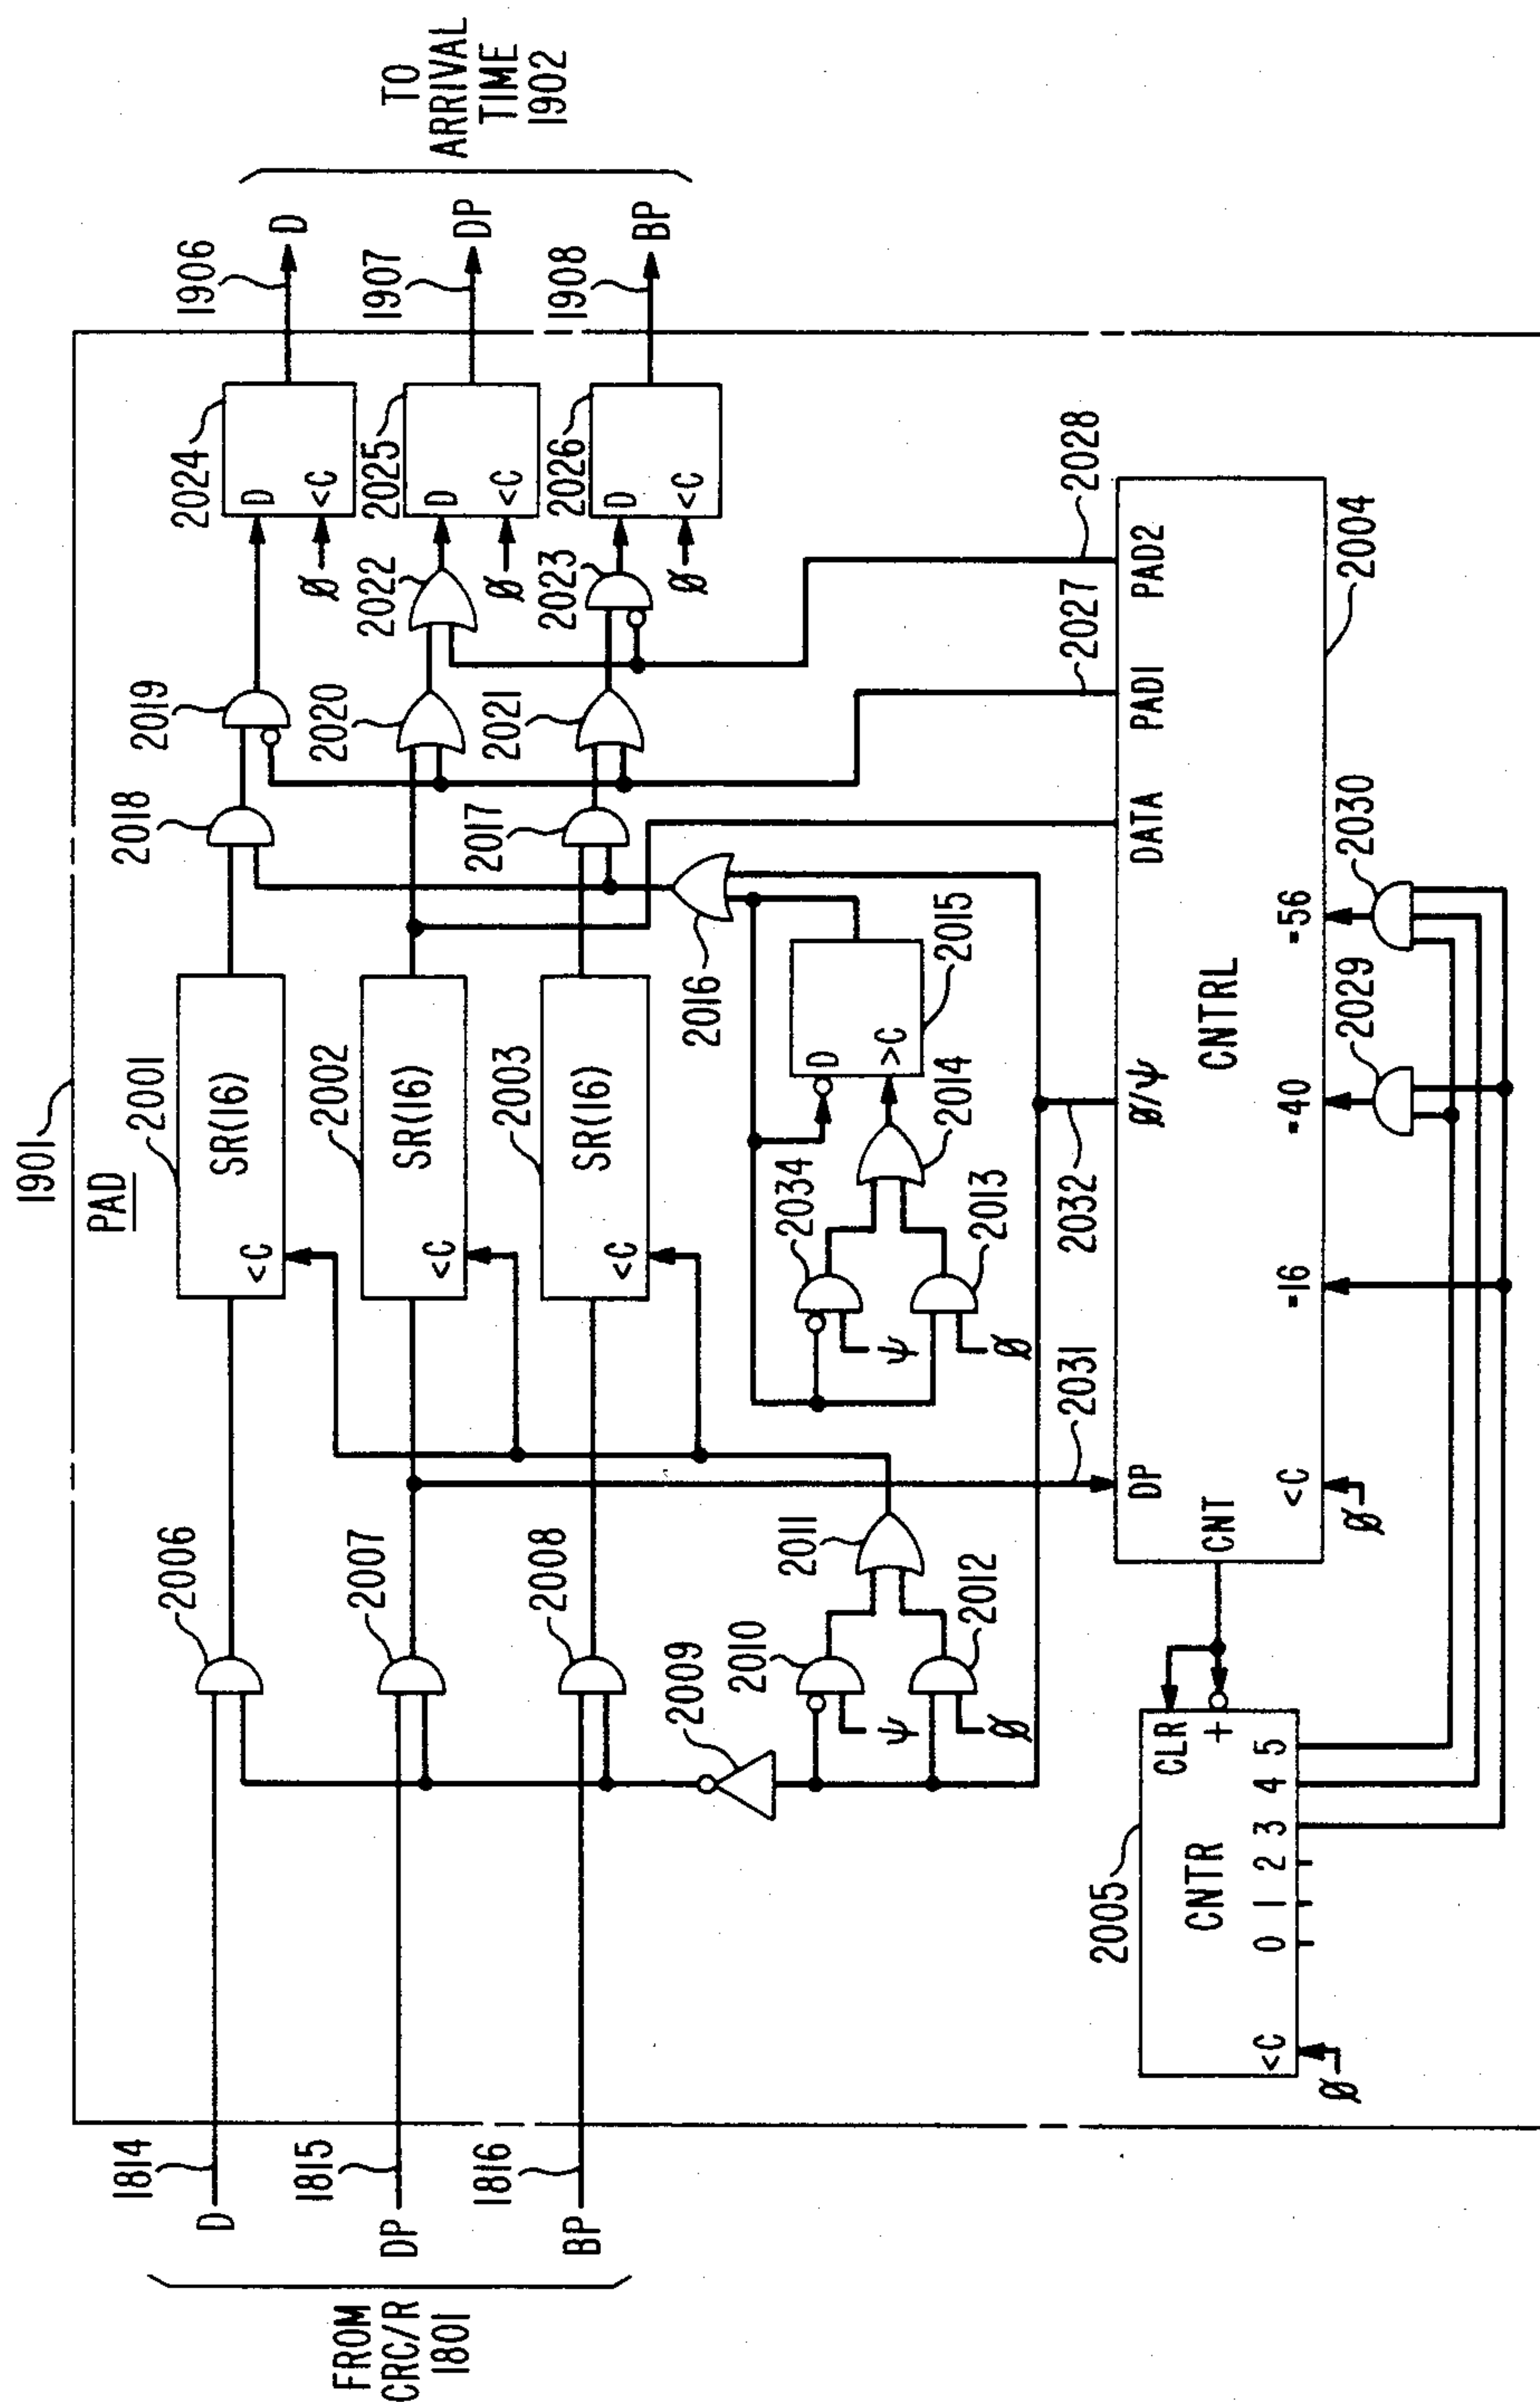 1901
PAD
FROM
CRC/R
1801
D
1814
DP
1815
BP
1816
2006
2007
2008
2009
2010
ψ
2012
Ø
2011
2001
SR(16)
<C
2002
SR(16)
<C
2003
SR(16)
<C
2034
ψ
2013
Ø
2014
2015
D
>C
2016
2017
2018
2019
2020
2021
2022
2023
2024
D
<C
Ø
2025
D
<C
Ø
2026
D
<C
Ø
1906
D
1907
DP
1908
BP
TO
ARRIVAL
TIME
1902
2031
2032
2027
2028
DP
Ø/ψ
DATA
PAD1
PAD2
CNT
CNTRL
<C
Ø
=16
=40
=56
2004
2029
2030
2005
CLR
+
CNTR
<C
Ø
0 1 2 3 4 5